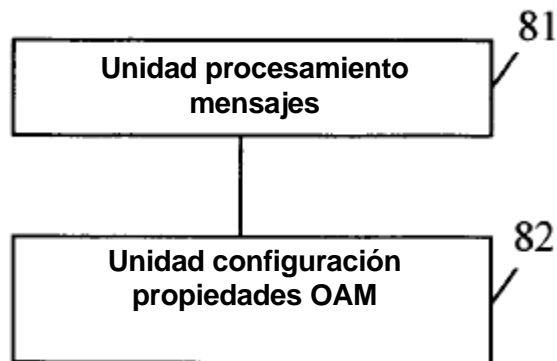 81
Unidad procesamiento
mensajes
82
Unidad configuración
propiedades OAM